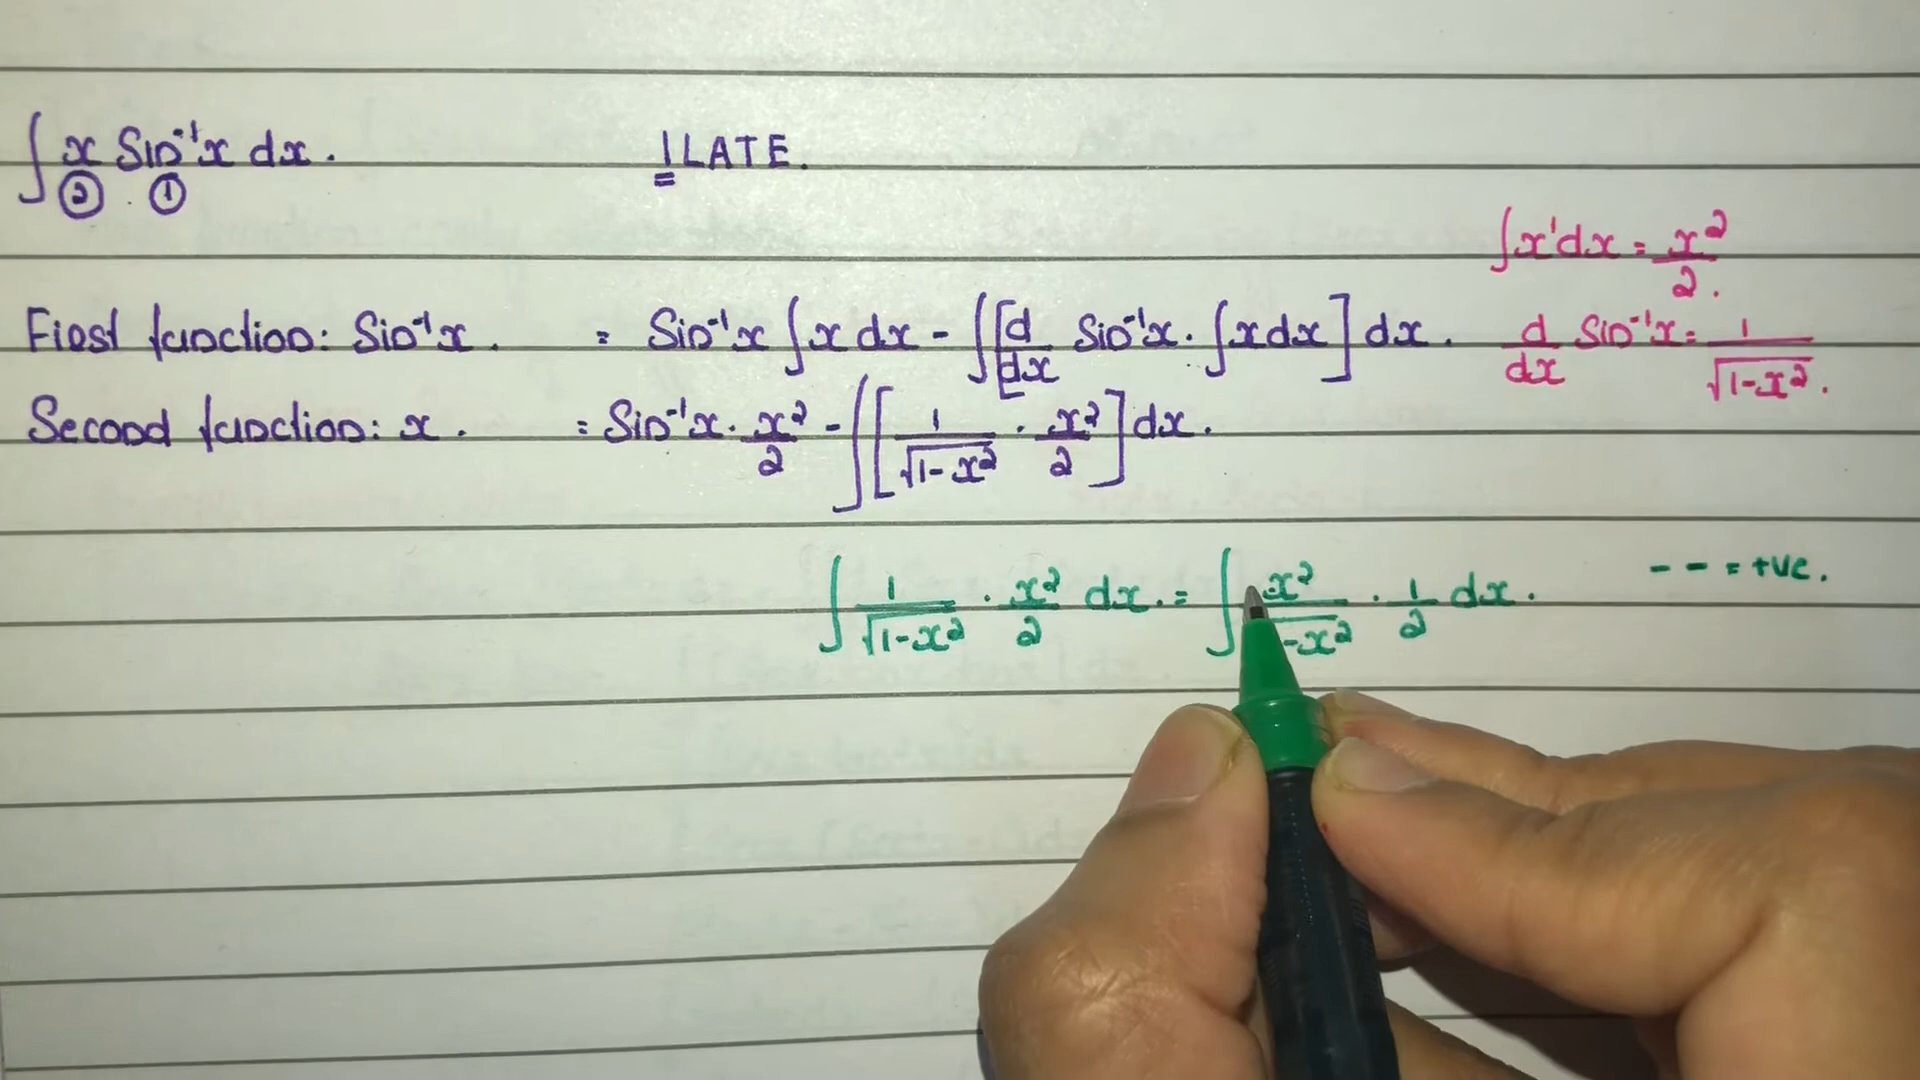 ∫ x Sin⁻¹x dx.
② . ①
ILATE.
∫x¹dx = x²/2.
First function: Sin⁻¹x. = Sin⁻¹x ∫x dx - ∫[d/dx Sin⁻¹x . ∫x dx] dx. d/dx Sin⁻¹x = 1/√1-x².
Second function: x. = Sin⁻¹x . x²/2 - ∫[1/√1-x² . x²/2] dx.
∫ 1/√1-x² . x²/2 dx. = ∫ x²/ -x² . 1/2 dx. - - = +ve.